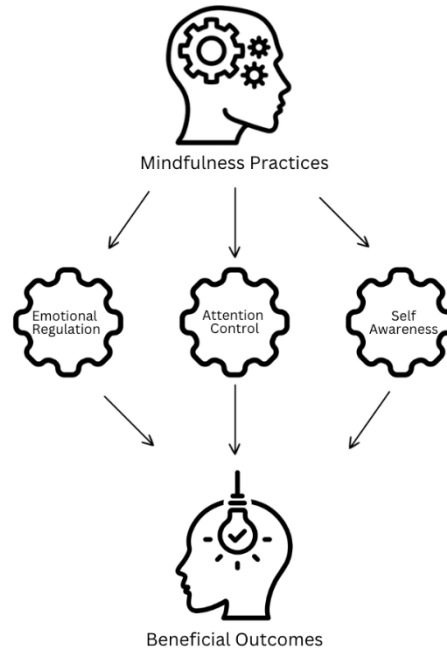 Mindfulness Practices
Emotional
Regulation
Attention
Control
Self
Awareness
Beneficial Outcomes